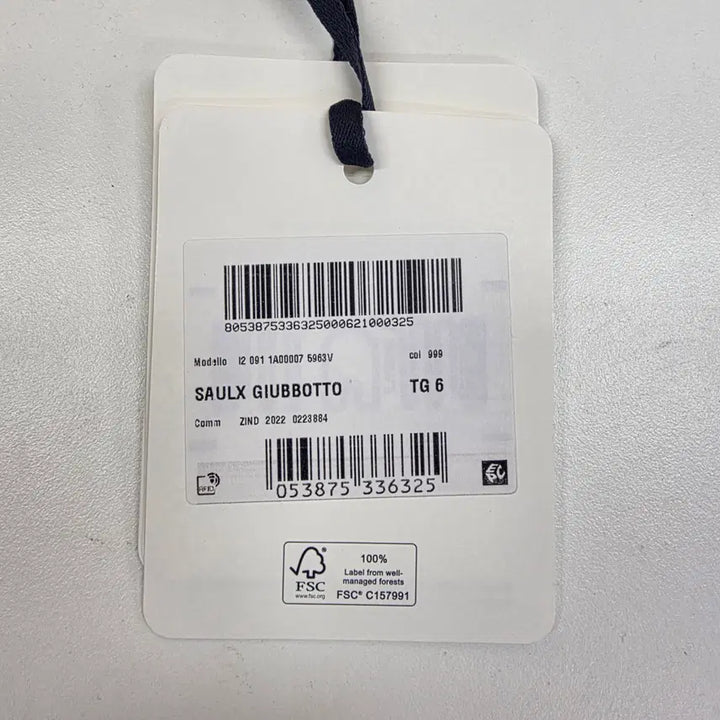 8053875336325000621000325
Modello I2 091 1A00007 5963V col 999
SAULX GIUBBOTTO TG 6
Comm ZIND 2022 0223884
RFID
EPC
053875 336325
FSC
www.fsc.org
100%
Label from well-
managed forests
FSC® C157991